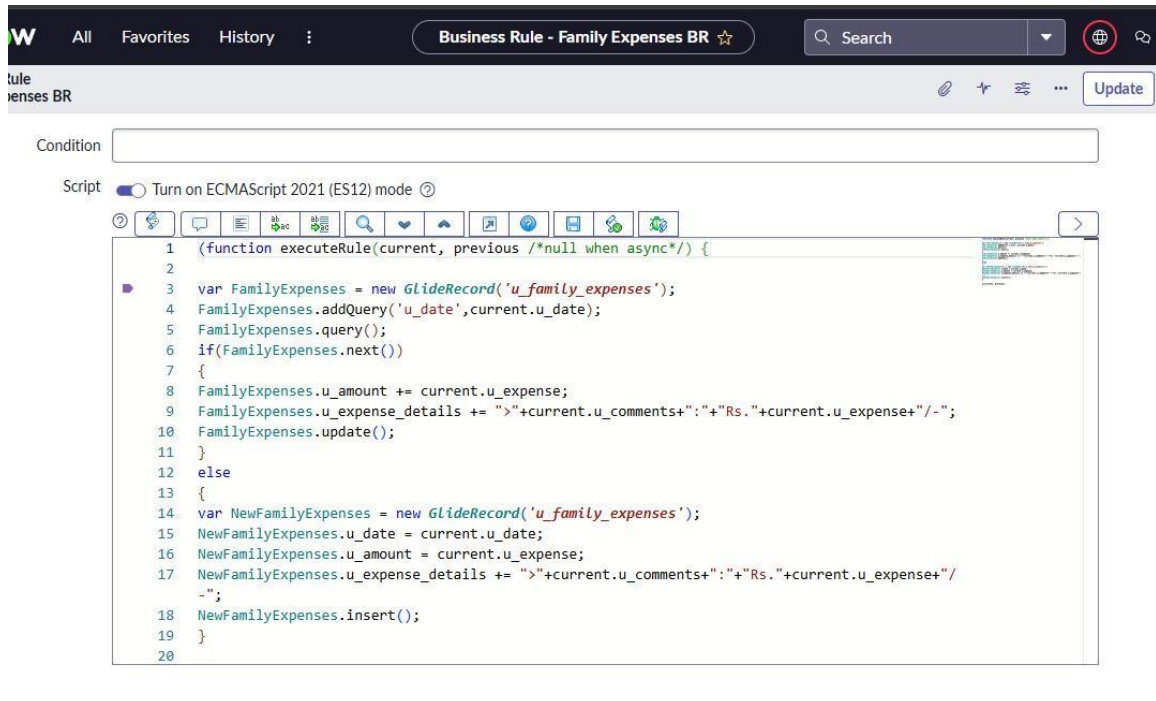 ow All Favorites History Business Rule - Family Expenses BR Search
Rule
penses BR Update
Condition
Script Turn on ECMAScript 2021 (ES12) mode
1 (function executeRule(current, previous /*null when async*/) {
2
3 var FamilyExpenses = new GlideRecord('u_family_expenses');
4 FamilyExpenses.addQuery('u_date',current.u_date);
5 FamilyExpenses.query();
6 if(FamilyExpenses.next())
7 {
8 FamilyExpenses.u_amount += current.u_expense;
9 FamilyExpenses.u_expense_details += ">"+current.u_comments+":"+"Rs."+current.u_expense+"/-";
10 FamilyExpenses.update();
11 }
12 else
13 {
14 var NewFamilyExpenses = new GlideRecord('u_family_expenses');
15 NewFamilyExpenses.u_date = current.u_date;
16 NewFamilyExpenses.u_amount = current.u_expense;
17 NewFamilyExpenses.u_expense_details += ">"+current.u_comments+":"+"Rs."+current.u_expense+"/
-";
18 NewFamilyExpenses.insert();
19 }
20